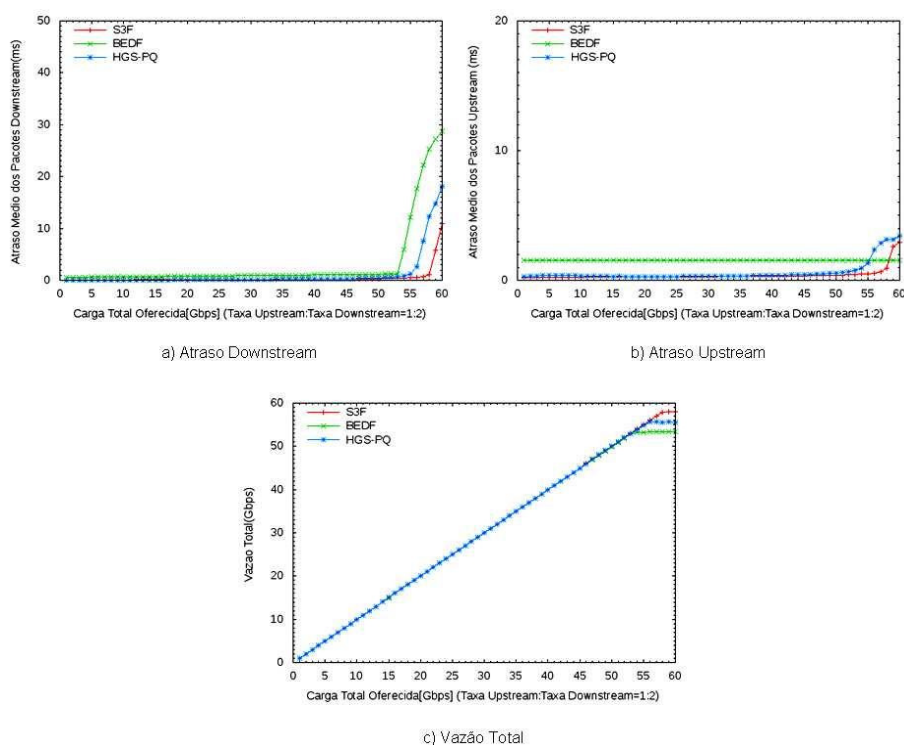 S3F
BEDF
HGS-PQ
Atraso Medio dos Pacotes Downstream(ms)
50
40
30
20
10
0
0 5 10 15 20 25 30 35 40 45 50 55 60
Carga Total Oferecida[Gbps] (Taxa Upstream:Taxa Downstream=1:2)
a) Atraso Downstream
S3F
BEDF
HGS-PQ
Atraso Medio dos Pacotes Upstream (ms)
20
10
0
0 5 10 15 20 25 30 35 40 45 50 55 60
Carga Total Oferecida[Gbps] (Taxa Upstream:Taxa Downstream=1:2)
b) Atraso Upstream
S3F
BEDF
HGS-PQ
Vazao Total(Gbps)
60
50
40
30
20
10
0
0 5 10 15 20 25 30 35 40 45 50 55 60
Carga Total Oferecida[Gbps] (Taxa Upstream:Taxa Downstream=1:2)
c) Vazão Total